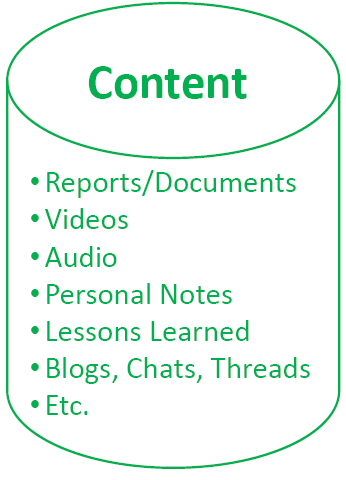 Content
• Reports/Documents
• Videos
• Audio
• Personal Notes
• Lessons Learned
• Blogs, Chats, Threads
• Etc.